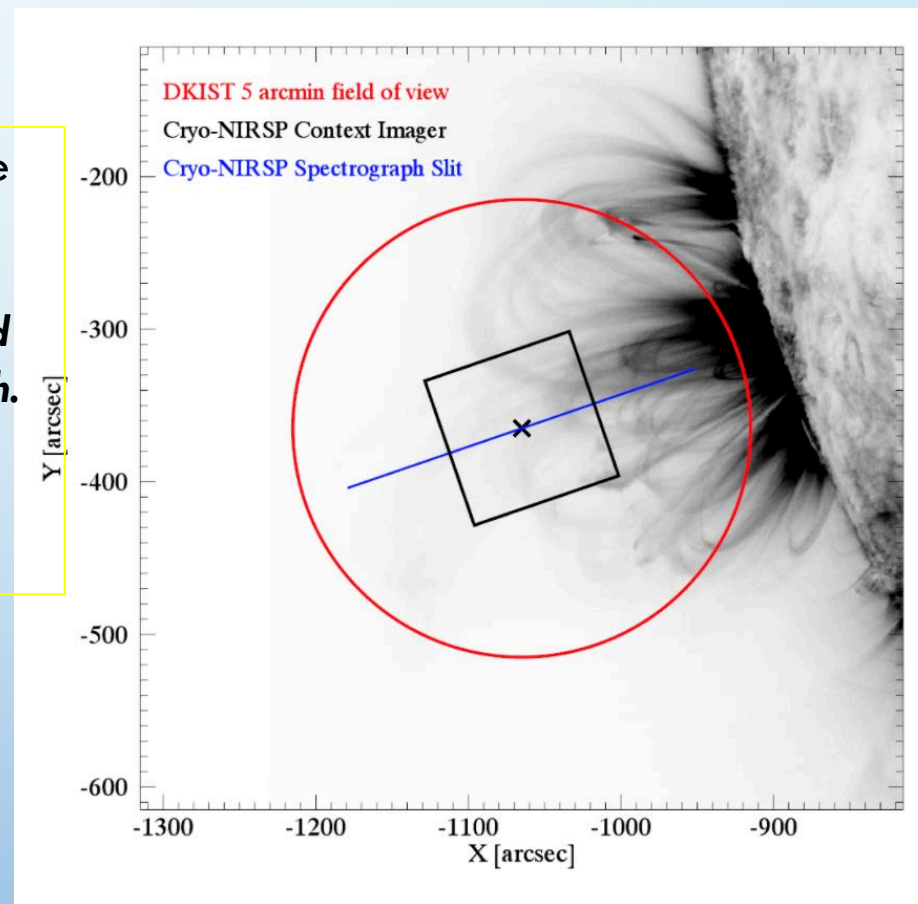 e
d
h.
DKIST 5 arcmin field of view
Cryo-NIRSP Context Imager
Cryo-NIRSP Spectrograph Slit
Y [arcsec]
-200
-300
-400
-500
-600
-1300 -1200 -1100 -1000 -900
X [arcsec]